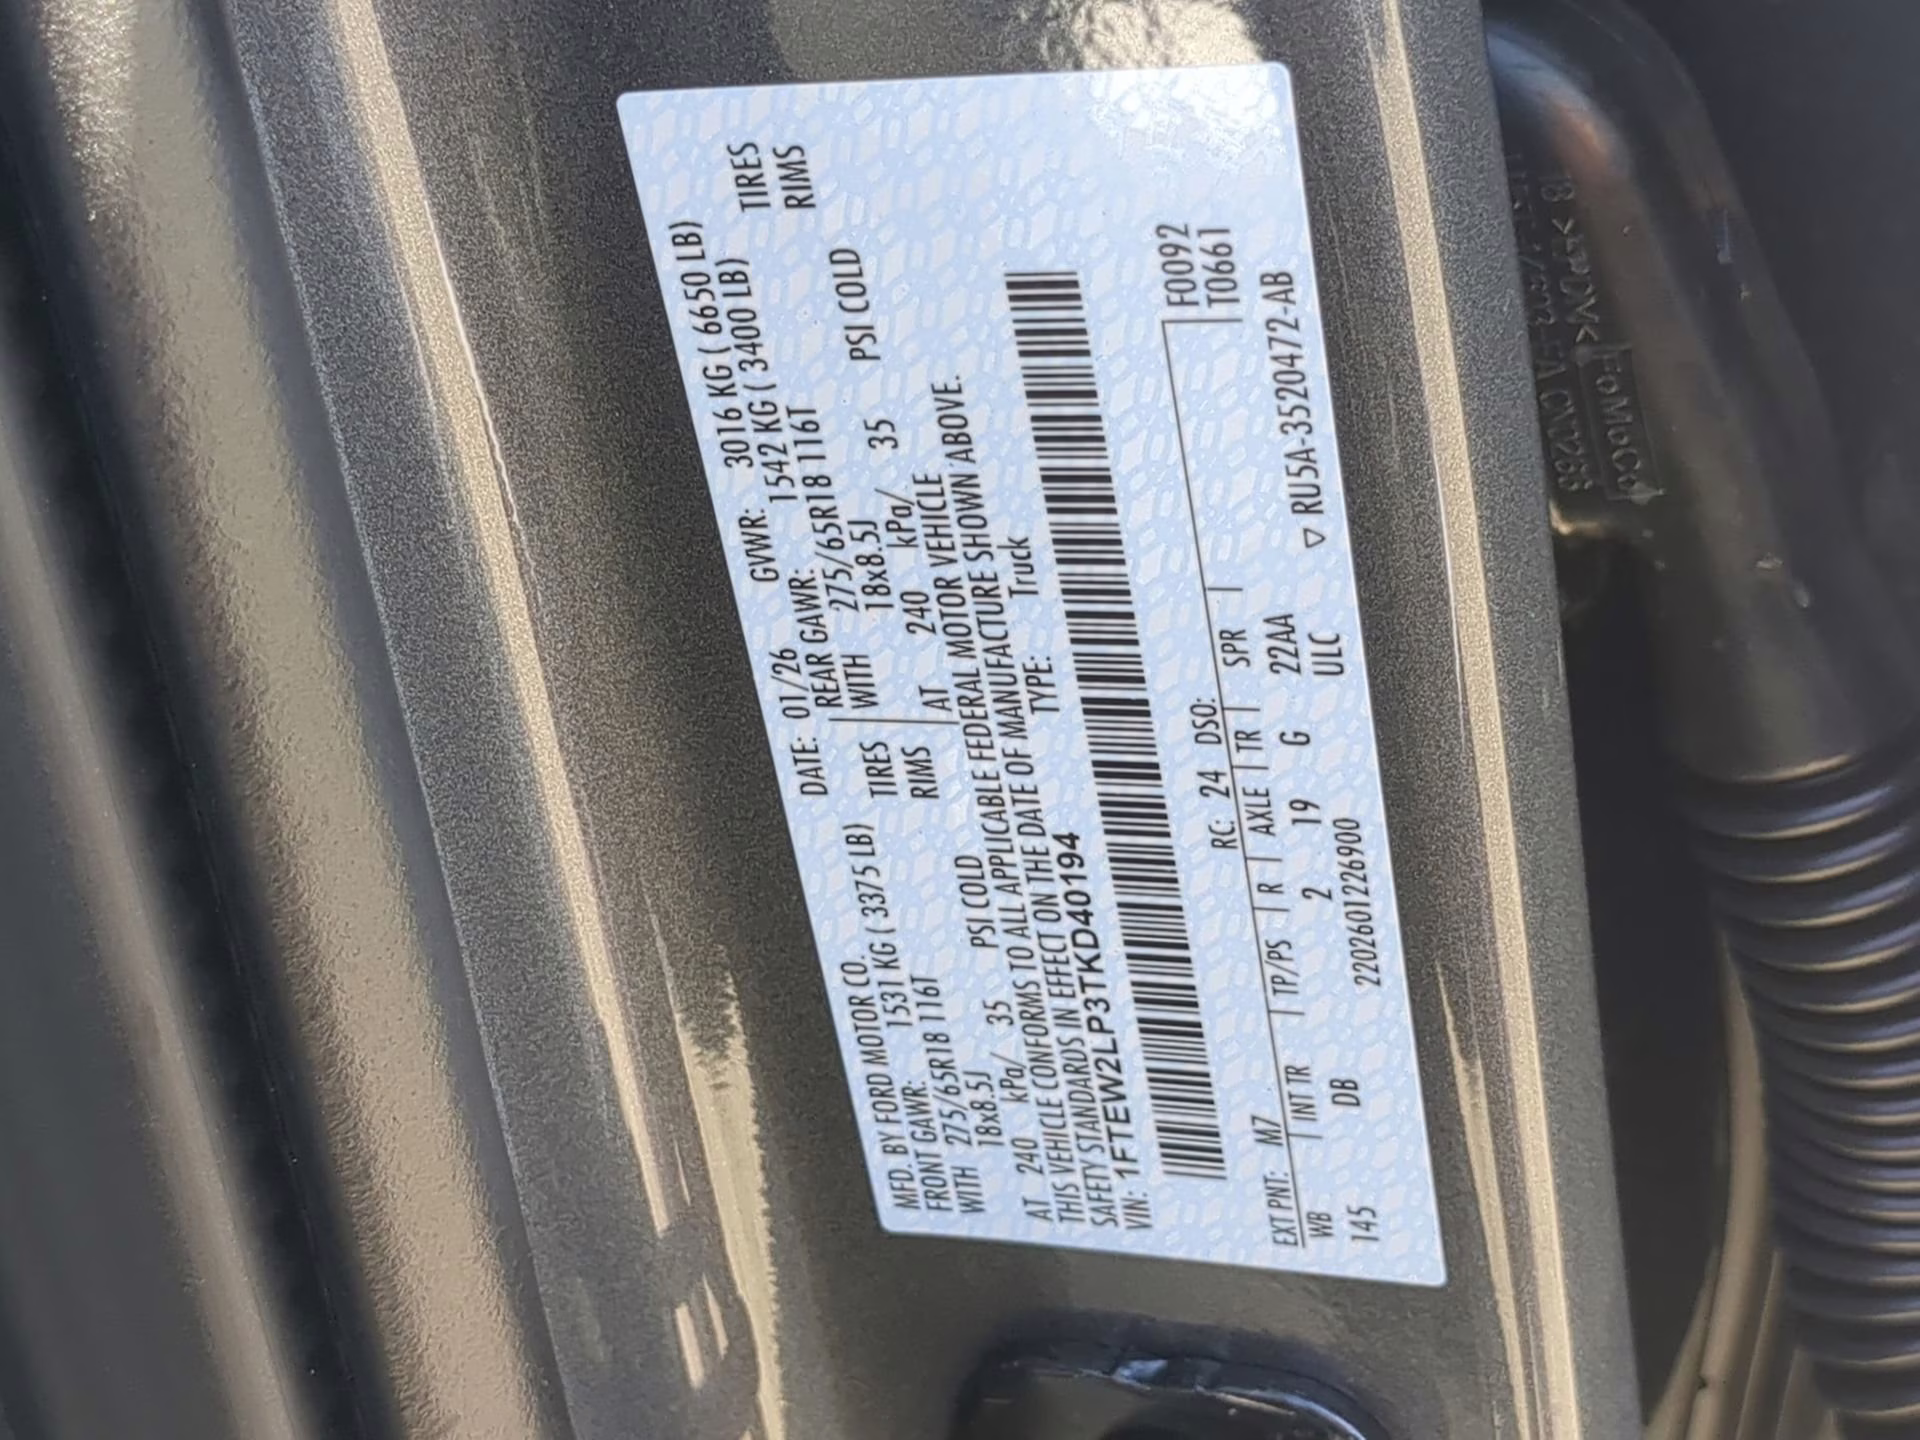 MFD. BY FORD MOTOR CO. DATE: 01/26 GVWR: 3016 KG ( 6650 LB)
FRONT GAWR: 1531 KG ( 3375 LB) REAR GAWR: 1542 KG ( 3400 LB)
WITH 275/65R18 116T TIRES WITH 275/65R18 116T TIRES
18x8.5J RIMS 18x8.5J RIMS
AT 240 kPa/ 35 PSI COLD AT 240 kPa/ 35 PSI COLD
THIS VEHICLE CONFORMS TO ALL APPLICABLE FEDERAL MOTOR VEHICLE
SAFETY STANDARDS IN EFFECT ON THE DATE OF MANUFACTURE SHOWN ABOVE.
VIN: 1FTEW2LP3TKD40194 TYPE: Truck
F0092
EXT PNT: M7 RC: 24 DSO: T0661
WB INT TR TP/PS R AXLE TR SPR
145 DB 2 19 G 22AA
ULC ▽ RU5A-3520472-AB
220260122690​0
FoMoCo